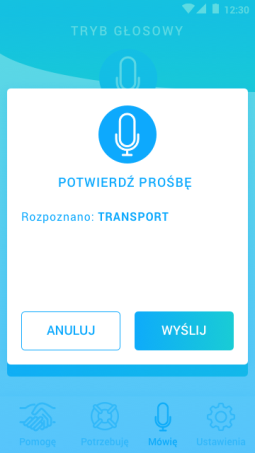 12:30
TRYB GŁOSOWY
POTWIERDŹ PROŚBĘ
Rozpoznano: TRANSPORT
ANULUJ
WYŚLIJ
Pomogę
Potrzebuję
Mówię
Ustawienia